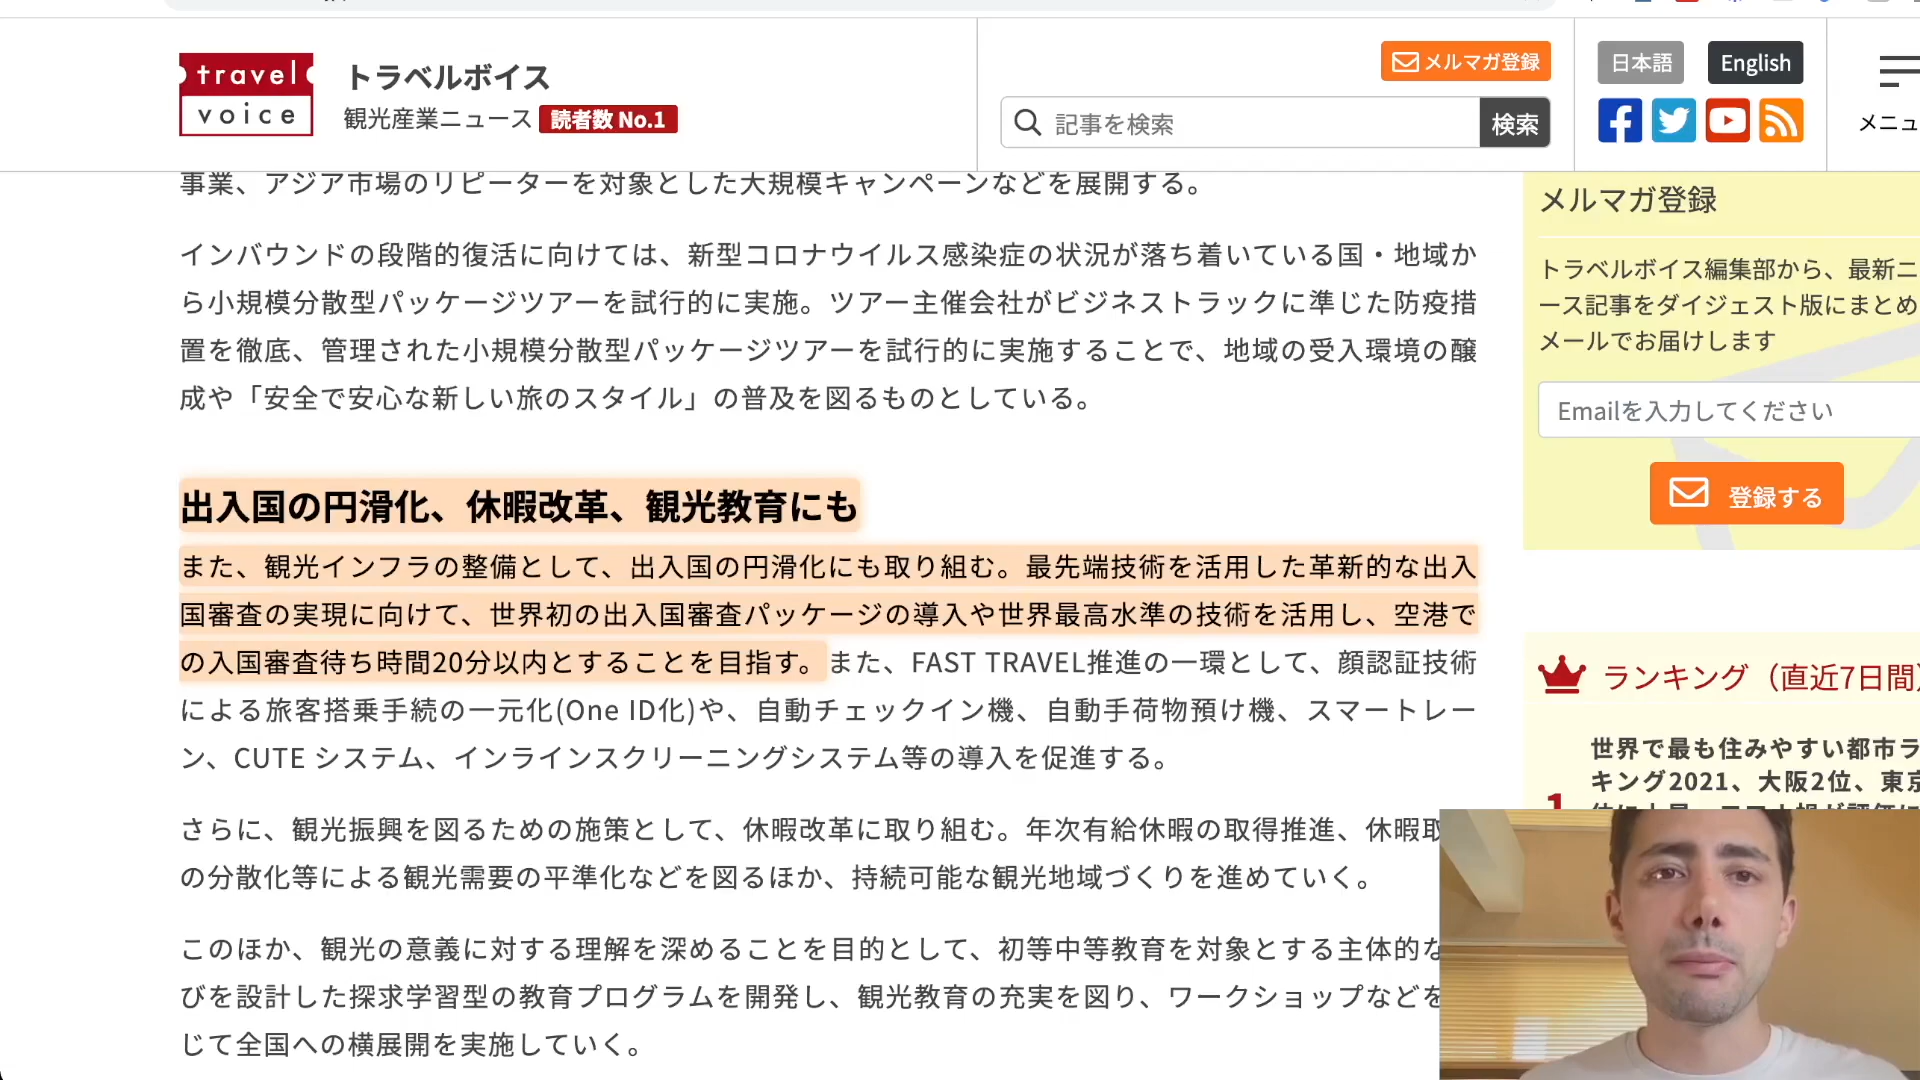 travel
voice
トラベルボイス
観光産業ニュース 読者数 No.1
メルマガ登録
記事を検索
検索
日本語
English
メニュ
事業、アジア市場のリピーターを対象とした大規模キャンペーンなどを展開する。
インバウンドの段階的復活に向けては、新型コロナウイルス感染症の状況が落ち着いている国・地域か
ら小規模分散型パッケージツアーを試行的に実施。ツアー主催会社がビジネストラックに準じた防疫措
置を徹底、管理された小規模分散型パッケージツアーを試行的に実施することで、地域の受入環境の醸
成や「安全で安心な新しい旅のスタイル」の普及を図るものとしている。
出入国の円滑化、休暇改革、観光教育にも
また、観光インフラの整備として、出入国の円滑化にも取り組む。最先端技術を活用した革新的な出入
国審査の実現に向けて、世界初の出入国審査パッケージの導入や世界最高水準の技術を活用し、空港で
の入国審査待ち時間20分以内とすることを目指す。また、FAST TRAVEL推進の一環として、顔認証技術
による旅客搭乗手続の一元化(One ID化)や、自動チェックイン機、自動手荷物預け機、スマートレー
ン、CUTE システム、インラインスクリーニングシステム等の導入を促進する。
さらに、観光振興を図るための施策として、休暇改革に取り組む。年次有給休暇の取得推進、休暇取
の分散化等による観光需要の平準化などを図るほか、持続可能な観光地域づくりを進めていく。
このほか、観光の意義に対する理解を深めることを目的として、初等中等教育を対象とする主体的な
びを設計した探求学習型の教育プログラムを開発し、観光教育の充実を図り、ワークショップなどを
じて全国への横展開を実施していく。
メルマガ登録
トラベルボイス編集部から、最新ニ
ース記事をダイジェスト版にまとめ
メールでお届けします
Emailを入力してください
登録する
ランキング（直近7日間）
世界で最も住みやすい都市ラ
キング2021、大阪2位、東京
1